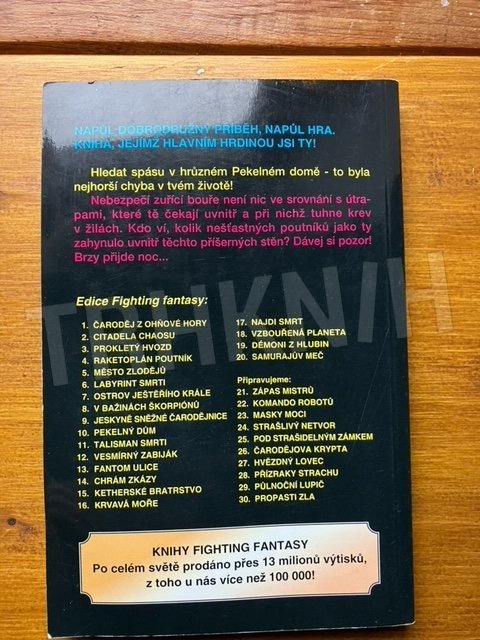 NAPŮL DOBRODRUŽNÝ PŘÍBĚH, NAPŮL HRA.
KNIHA, JEJÍMŽ HLAVNÍM HRDINOU JSI TY!
Hledat spásu v hrůzném Pekelném domě - to byla
nejhorší chyba v tvém životě!
Nebezpečí zuřící bouře není nic ve srovnání s útra-
pami, které tě čekají uvnitř a při nichž tuhne krev
v žilách. Kdo ví, kolik nešťastných poutníků jako ty
zahynulo uvnitř těchto příšerných stěn? Dávej si pozor!
Brzy přijde noc...
TRHKNIH
Edice Fighting fantasy:
1. ČARODĚJ Z OHŇOVÉ HORY
2. CITADELA CHAOSU
3. PROKLETÝ HVOZD
4. RAKETOPLÁN POUTNÍK
5. MĚSTO ZLODĚJŮ
6. LABYRINT SMRTI
7. OSTROV JEŠTĚŘÍHO KRÁLE
8. V BAŽINÁCH ŠKORPIÓNŮ
9. JESKYNĚ SNĚŽNÉ ČARODĚJNICE
10. PEKELNÝ DŮM
11. TALISMAN SMRTI
12. VESMÍRNÝ ZABIJÁK
13. FANTOM ULICE
14. CHRÁM ZKÁZY
15. KETHERSKÉ BRATRSTVO
16. KRVAVÁ MOŘE
17. NAJDI SMRT
18. VZBOUŘENÁ PLANETA
19. DÉMONI Z HLUBIN
20. SAMURAJŮV MEČ
Připravujeme:
21. ZÁPAS MISTRŮ
22. KOMANDO ROBOTŮ
23. MASKY MOCI
24. STRAŠLIVÝ NETVOR
25. POD STRAŠIDELNÝM ZÁMKEM
26. ČARODĚJOVA KRYPTA
27. HVĚZDNÝ LOVEC
28. PŘÍZRAKY STRACHU
29. PŮLNOČNÍ LUPIČ
30. PROPASTI ZLA
KNIHY FIGHTING FANTASY
Po celém světě prodáno přes 13 milionů výtisků,
z toho u nás více než 100 000!